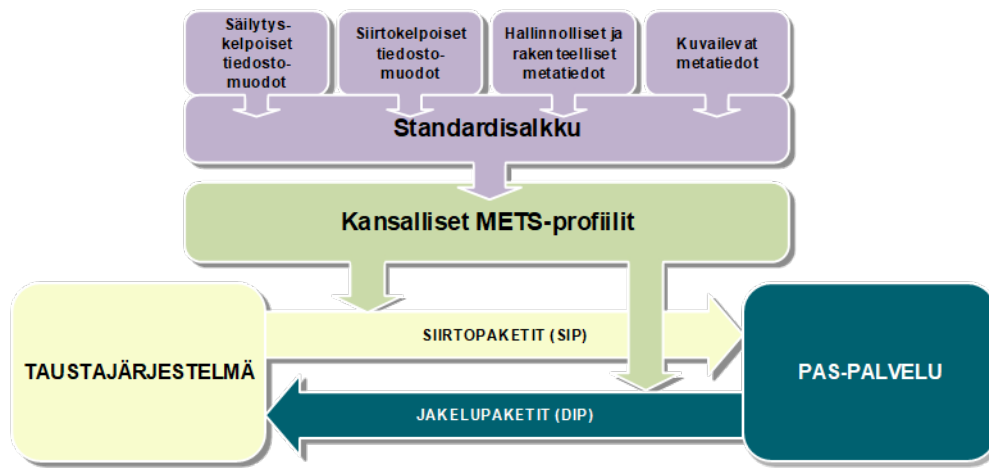 Säilytys-
kelpoiset
tiedosto-
muodot
Siirtokelpoiset
tiedosto-
muodot
Hallinnolliset ja
rakenteelliset
metatiedot
Kuvailevat
metatiedot
Standardisalkku
Kansalliset METS-profiilit
TAUSTAJÄRJESTELMÄ
SIIRTOPAKETIT (SIP)
JAKELUPAKETIT (DIP)
PAS-PALVELU